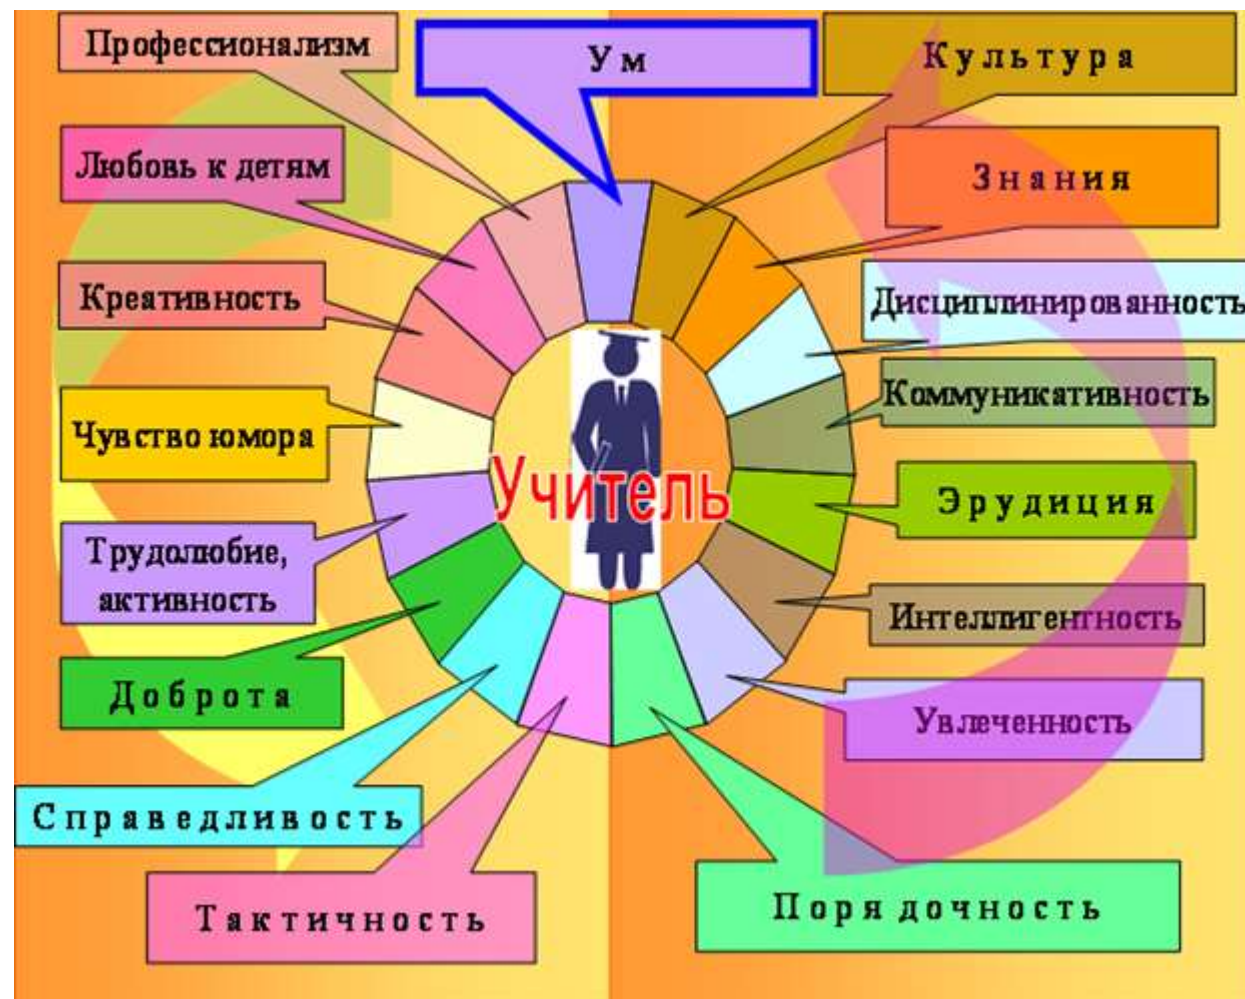 Профессионализм
Ум
Культура
Любовь к детям
Знания
Креативность
Дисциплинированность
Коммуникативность
Чувство юмора
Учитель
Эрудиция
Трудолюбие,
активность
Интеллигентность
Доброта
Увлеченность
Справедливость
Тактичность
Порядочность